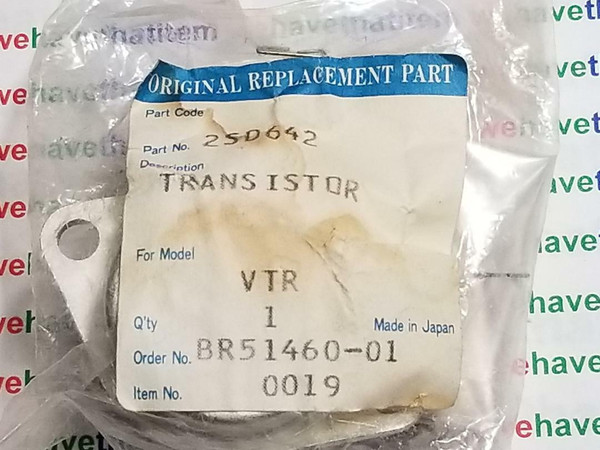 wehavethatitem
ORIGINAL REPLACEMENT PART
Part Code
Part No. 2SD642
Description
TRANSISTOR
For Model
VTR
Q'ty 1 Made in Japan
Order No. BR51460-01
Item No. 0019